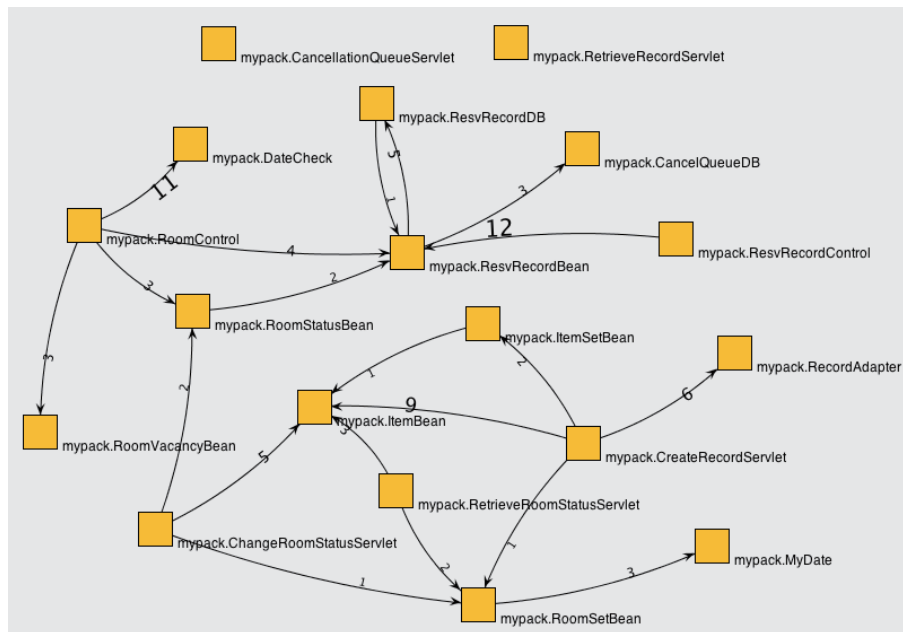 mypack.CancellationQueueServlet
mypack.RetrieveRecordServlet
mypack.ResvRecordDB
mypack.DateCheck
mypack.CancelQueueDB
11
5
1
3
mypack.RoomControl
12
mypack.ResvRecordControl
4
mypack.ResvRecordBean
3
2
mypack.RoomStatusBean
mypack.ItemSetBean
3
2
mypack.RecordAdapter
1
2
6
9
mypack.ItemBean
3
mypack.RoomVacancyBean
5
mypack.CreateRecordServlet
mypack.RetrieveRoomStatusServlet
mypack.ChangeRoomStatusServlet
1
mypack.MyDate
2
3
1
mypack.RoomSetBean